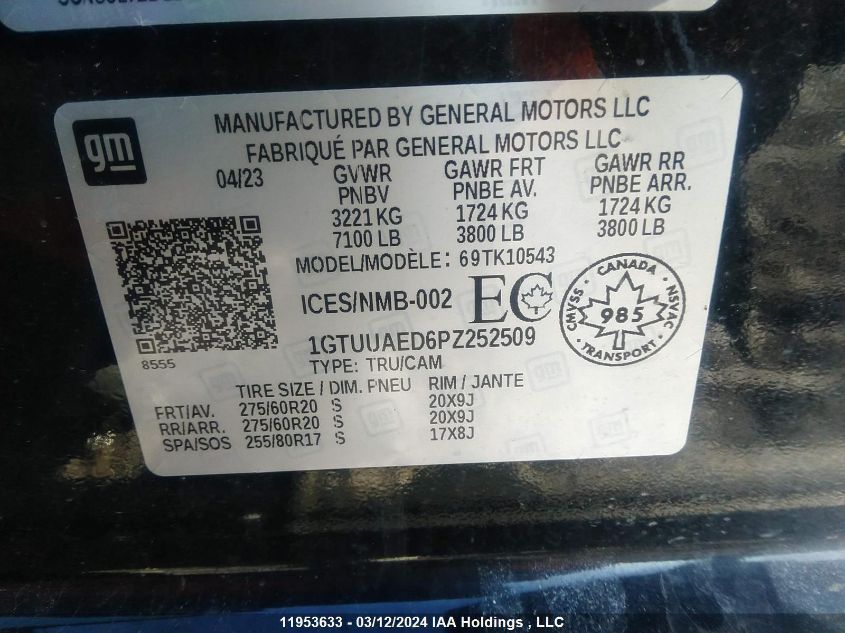 gm
MANUFACTURED BY GENERAL MOTORS LLC
FABRIQUÉ PAR GENERAL MOTORS LLC
04/23 GVWR GAWR FRT GAWR RR
PNBV PNBE AV. PNBE ARR.
3221 KG 1724 KG 1724 KG
7100 LB 3800 LB 3800 LB
MODEL/MODÈLE: 69TK10543
ICES/NMB-002 EC
CANADA
CMVSS 985 NSVAC
TRANSPORT
1GTUUAED6PZ252509
8555 TYPE: TRU/CAM
TIRE SIZE / DIM. PNEU RIM / JANTE
FRT/AV. 275/60R20 S 20X9J
RR/ARR. 275/60R20 S 20X9J
SPA/SOS 255/80R17 S 17X8J
11953633 - 03/12/2024 IAA Holdings , LLC